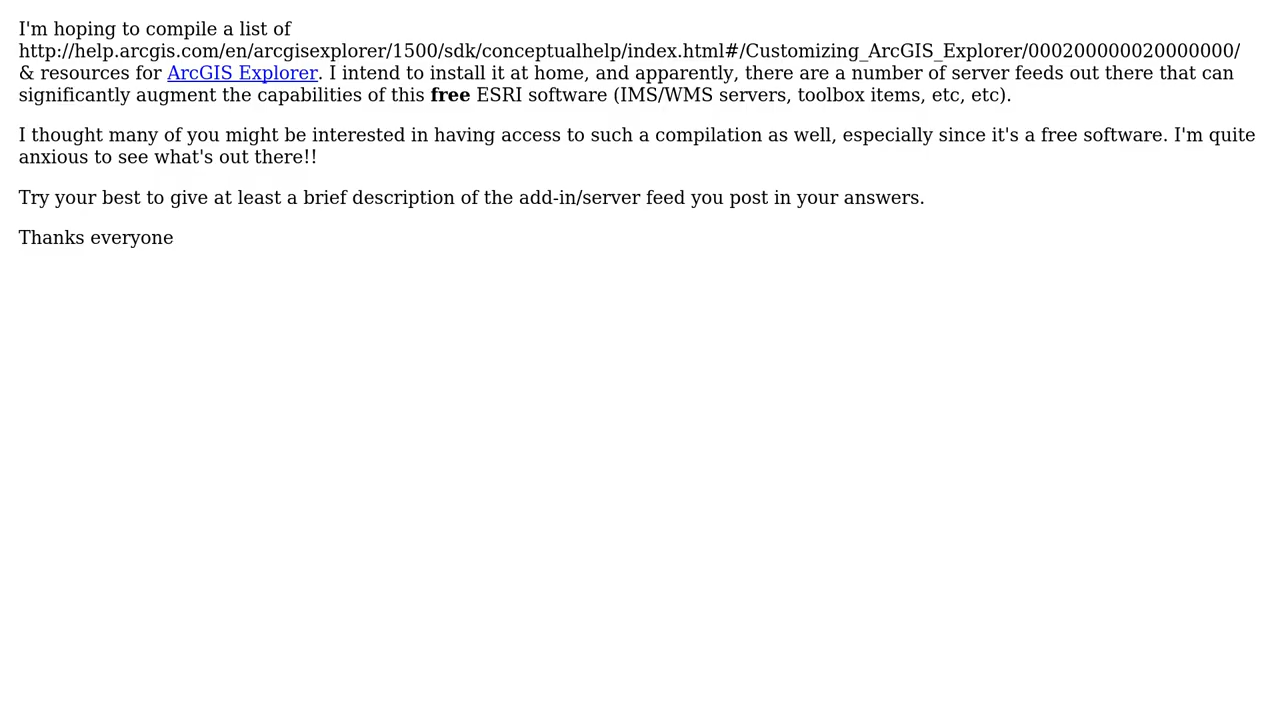 I'm hoping to compile a list of
http://help.arcgis.com/en/arcgisexplorer/1500/sdk/conceptualhelp/index.html#/Customizing_ArcGIS_Explorer/000200000020000000/
& resources for ArcGIS Explorer. I intend to install it at home, and apparently, there are a number of server feeds out there that can
significantly augment the capabilities of this free ESRI software (IMS/WMS servers, toolbox items, etc, etc).
I thought many of you might be interested in having access to such a compilation as well, especially since it's a free software. I'm quite
anxious to see what's out there!!
Try your best to give at least a brief description of the add-in/server feed you post in your answers.
Thanks everyone